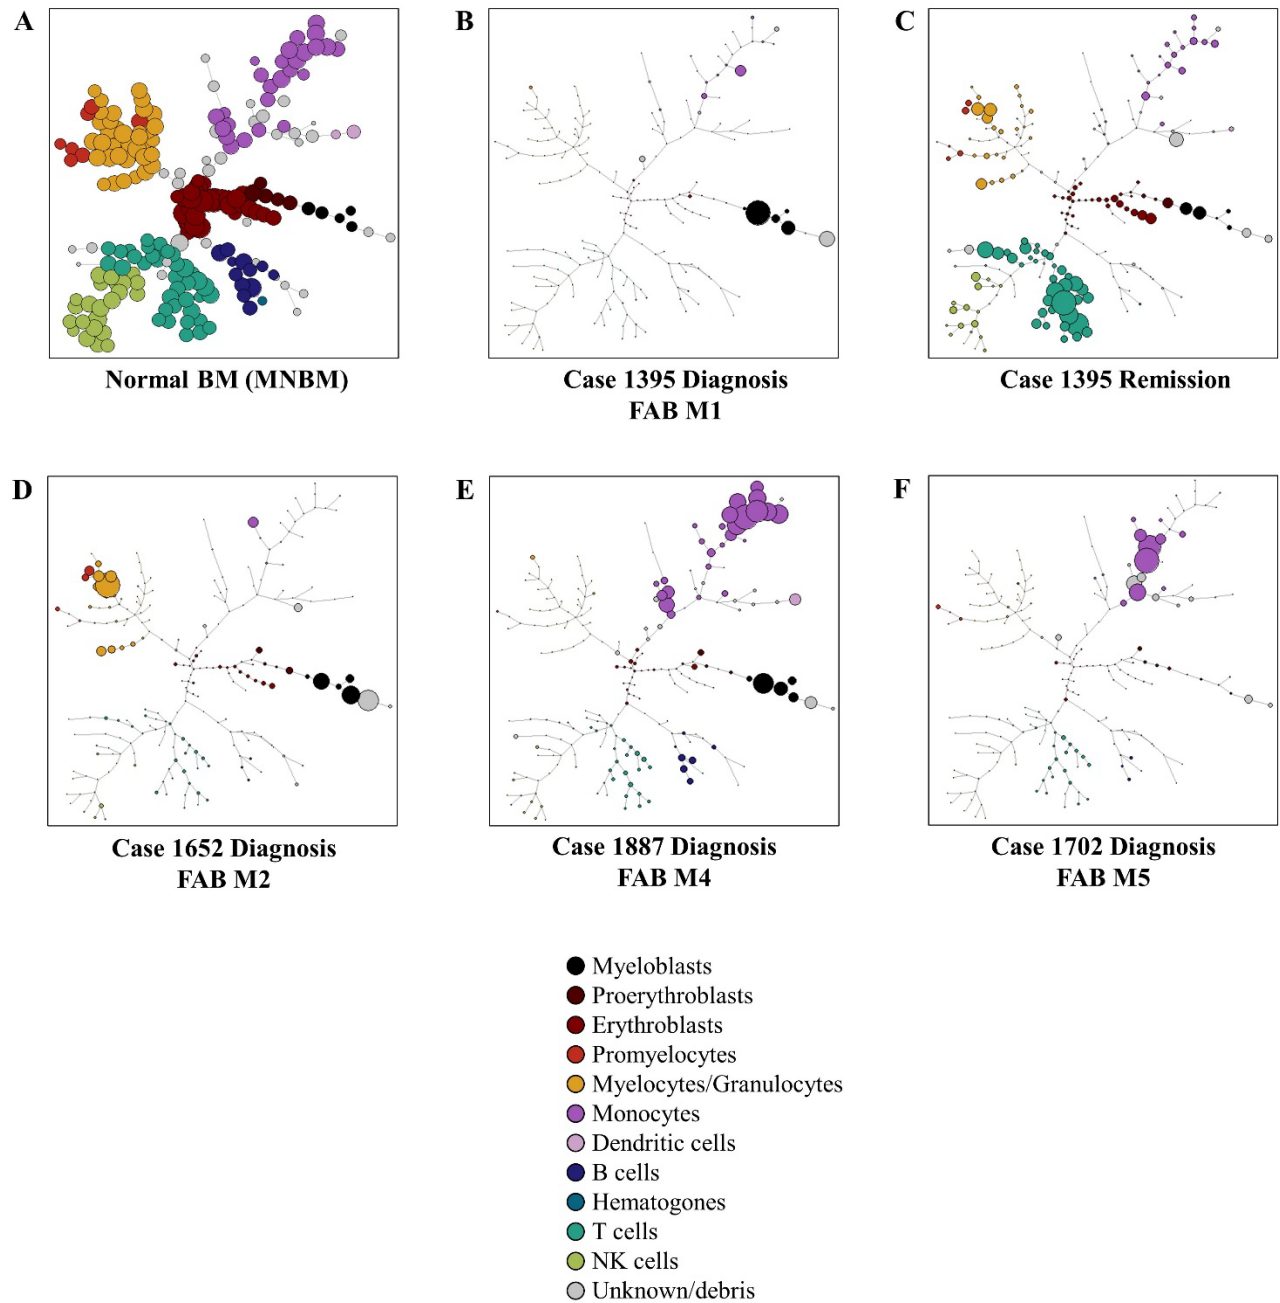 A
B
C
Normal BM (MNBM)
Case 1395 Diagnosis
FAB M1
Case 1395 Remission
D
E
F
Case 1652 Diagnosis
FAB M2
Case 1887 Diagnosis
FAB M4
Case 1702 Diagnosis
FAB M5
Myeloblasts
Proerythroblasts
Erythroblasts
Promyelocytes
Myelocytes/Granulocytes
Monocytes
Dendritic cells
B cells
Hematogones
T cells
NK cells
Unknown/debris